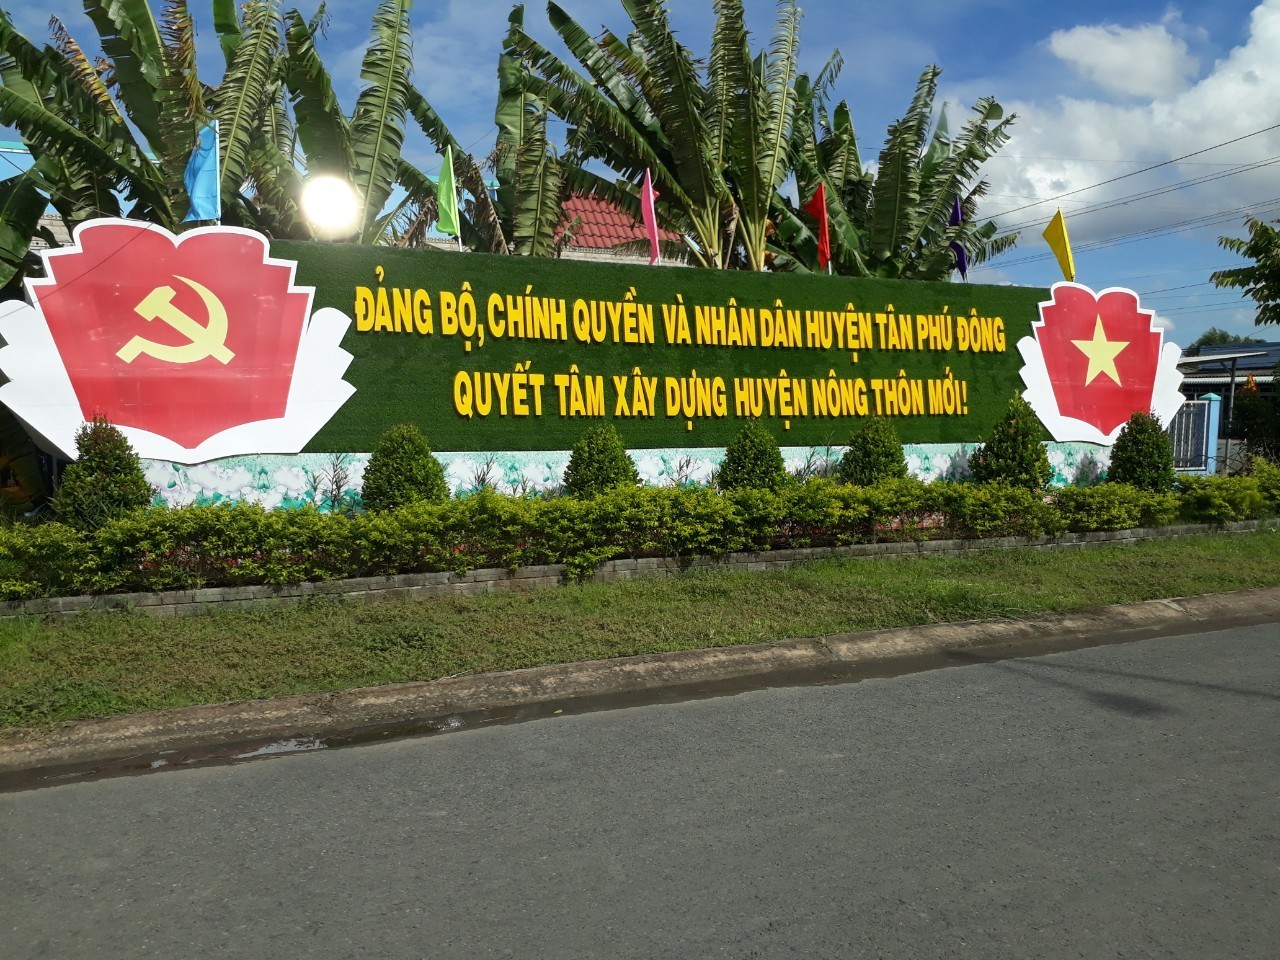 ĐẢNG BỘ, CHÍNH QUYỀN VÀ NHÂN DÂN HUYỆN TÂN PHÚ ĐÔNG
QUYẾT TÂM XÂY DỰNG HUYỆN NÔNG THÔN MỚI!